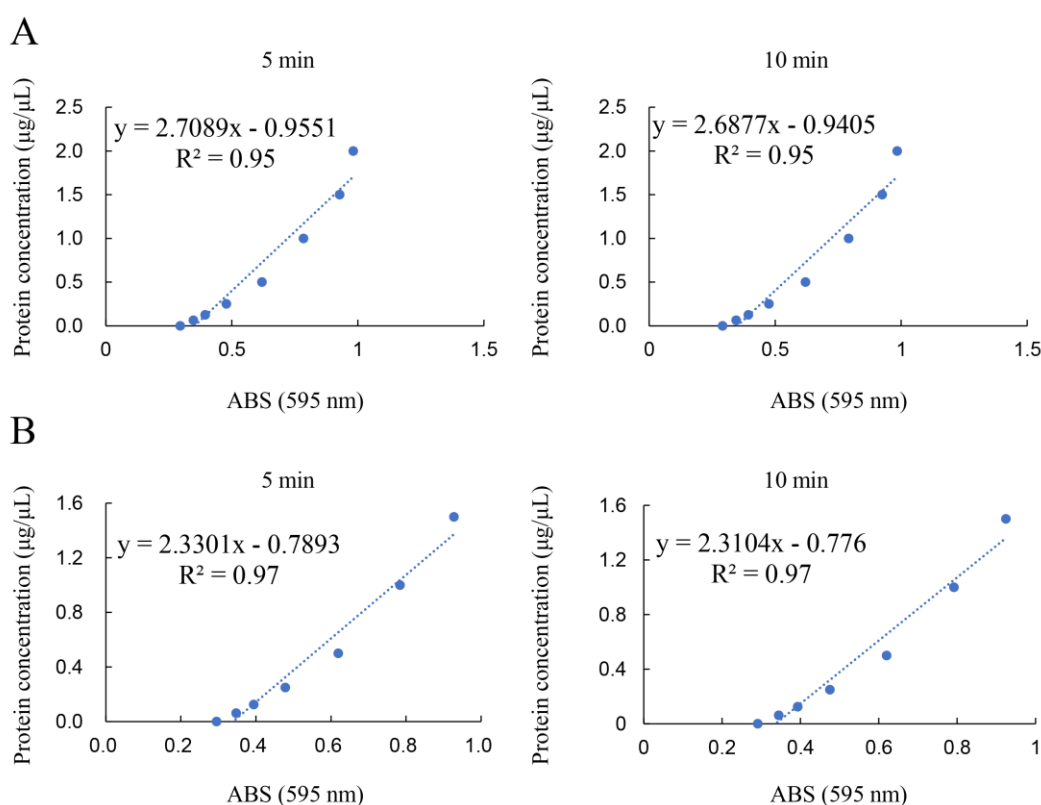 A
5 min
Protein concentration (µg/µL)
2.5
2.0
1.5
1.0
0.5
0.0
y = 2.7089x - 0.9551
R² = 0.95
0
0.5
1
1.5
ABS (595 nm)
10 min
Protein concentration (µg/µL)
2.5
2.0
1.5
1.0
0.5
0.0
y = 2.6877x - 0.9405
R² = 0.95
0
0.5
1
1.5
ABS (595 nm)
B
5 min
Protein concentration (µg/µL)
1.6
1.2
0.8
0.4
0.0
y = 2.3301x - 0.7893
R² = 0.97
0.0
0.2
0.4
0.6
0.8
1.0
ABS (595 nm)
10 min
Protein concentration (µg/µL)
1.6
1.2
0.8
0.4
0
y = 2.3104x - 0.776
R² = 0.97
0
0.2
0.4
0.6
0.8
1
ABS (595 nm)